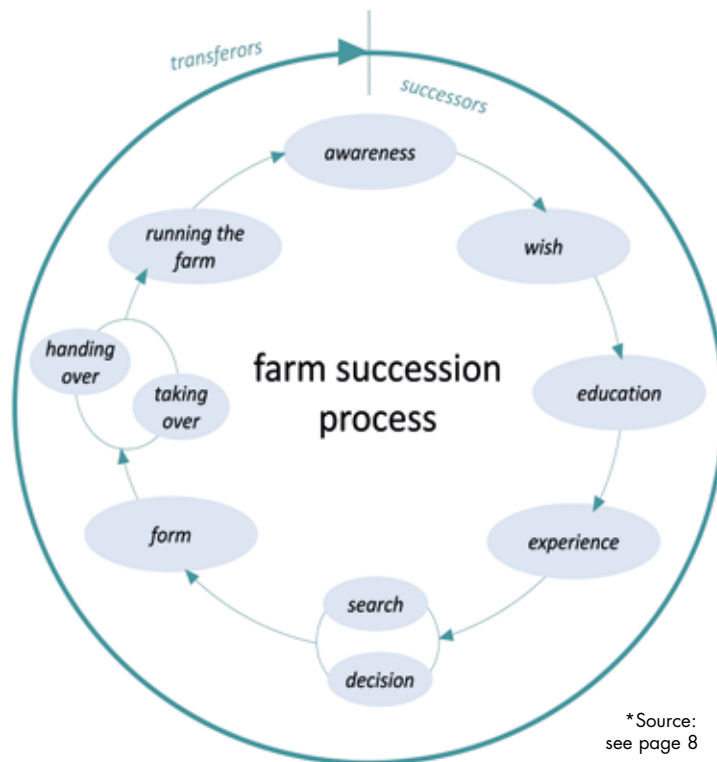 transferors
successors
awareness
wish
education
experience
search
decision
form
handing
over
taking
over
running the
farm
farm succession
process
*Source:
see page 8